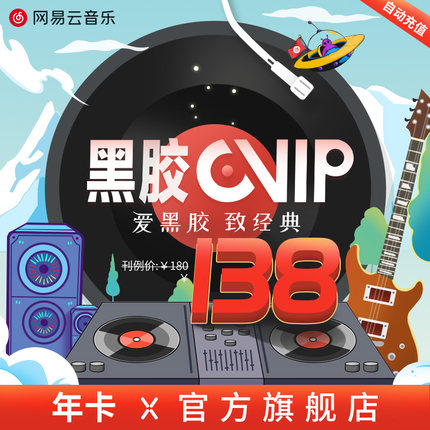 网易云音乐
自动充值
黑胶CVIP
爱黑胶 致经典
刊例价:￥180
¥
138
年卡 X 官方旗舰店